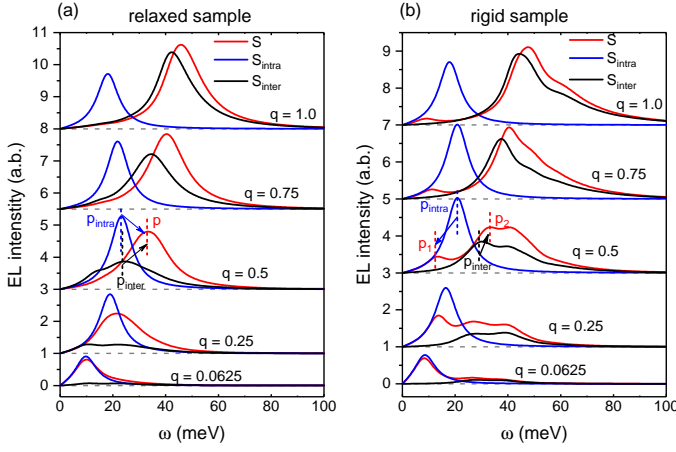 (a) relaxed sample
11
10
9
8
7
6
5
4
3
2
1
0
EL intenstity (a.b.)
S
S_intra
S_inter
q = 1.0
q = 0.75
p_intra
p
p_inter
q = 0.5
q = 0.25
q = 0.0625
0 20 40 60 80 100
ω (meV)
(b) rigid sample
9
8
7
6
5
4
3
2
1
0
EL intenstity (a.b.)
S
S_intra
S_inter
q = 1.0
q = 0.75
p_intra
p_2
p_1
p_inter
q = 0.5
q = 0.25
q = 0.0625
0 20 40 60 80 100
ω (meV)